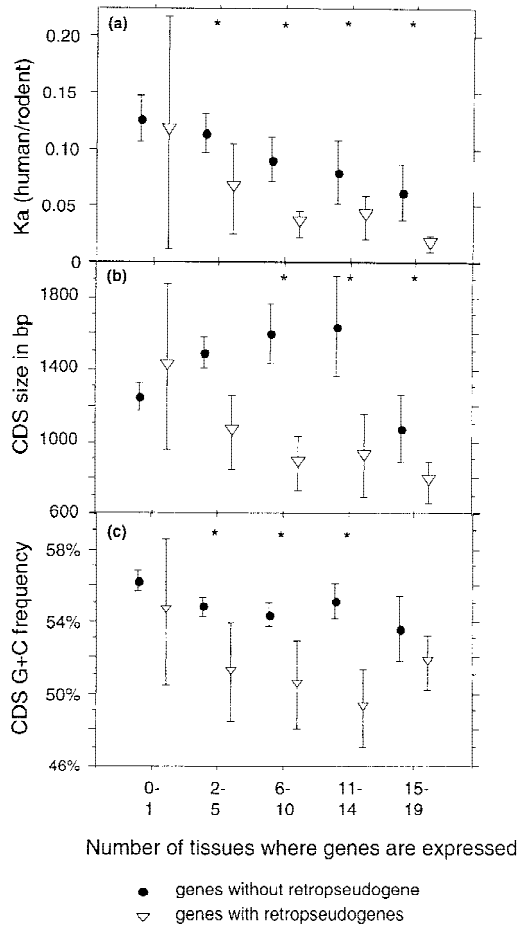 (a)
* * * *
0.20
0.15
0.10
0.05
0
Ka (human/rodent)
(b)
* * *
1800
1400
1000
600
CDS size in bp
(c)
* * *
58%
54%
50%
46%
CDS G+C frequency
0- 2- 6- 11- 15-
1 5 10 14 19
Number of tissues where genes are expressed
genes without retropseudogene
genes with retropseudogenes